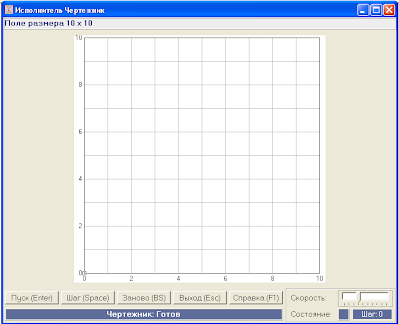 Исполнитель Чертежник
Поле размера 10 x 10
10
8
6
4
2
0
0 2 4 6 8 10
Пуск (Enter) Шаг (Space) Заново (BS) Выход (Esc) Справка (F1) Скорость:
Чертежник: Готов Состояние: Шаг: 0